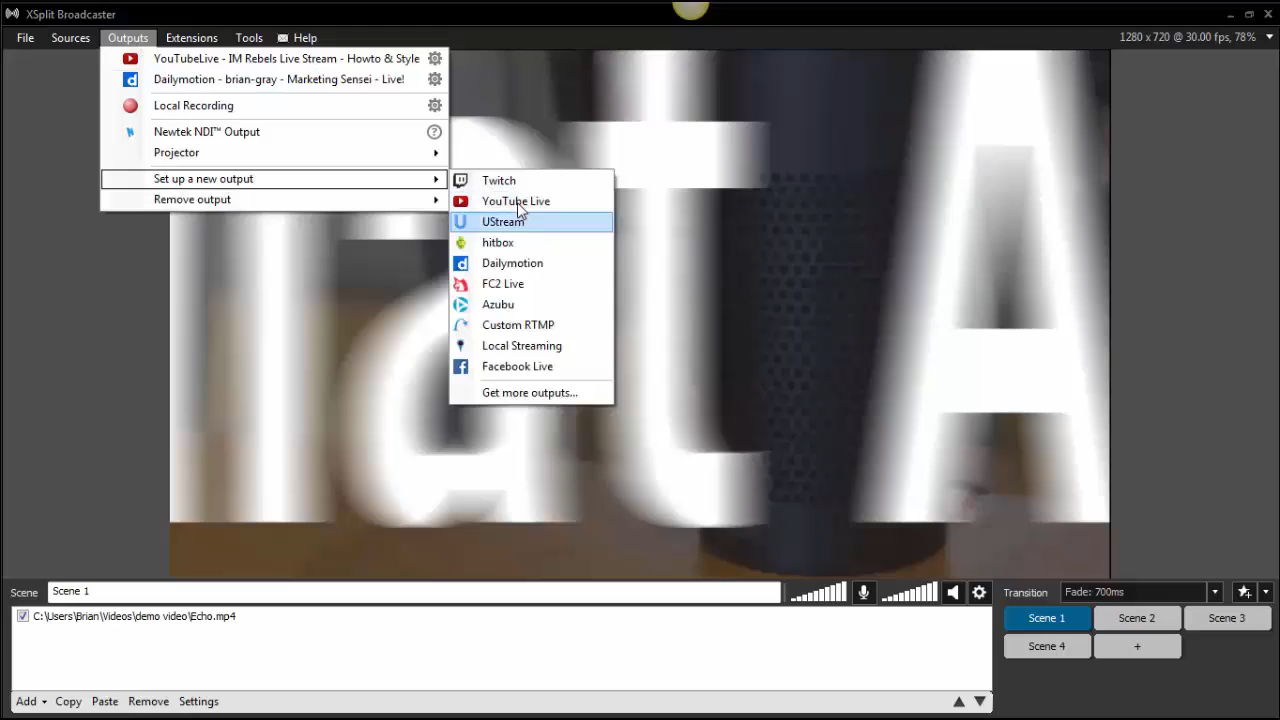 XSplit Broadcaster
File Sources Outputs Extensions Tools Help
1280 x 720 @ 30.00 fps, 78%
YouTubeLive - IM Rebels Live Stream - Howto & Style
Dailymotion - brian-gray - Marketing Sensei - Live!
Local Recording
Newtek NDI™ Output
Projector
Set up a new output
Remove output
Twitch
YouTube Live
UStream
hitbox
Dailymotion
FC2 Live
Azubu
Custom RTMP
Local Streaming
Facebook Live
Get more outputs...
at A
Scene Scene 1
C:\Users\Brian\Videos\demo video\Echo.mp4
Add Copy Paste Remove Settings
Transition Fade: 700ms
Scene 1 Scene 2 Scene 3
Scene 4 +